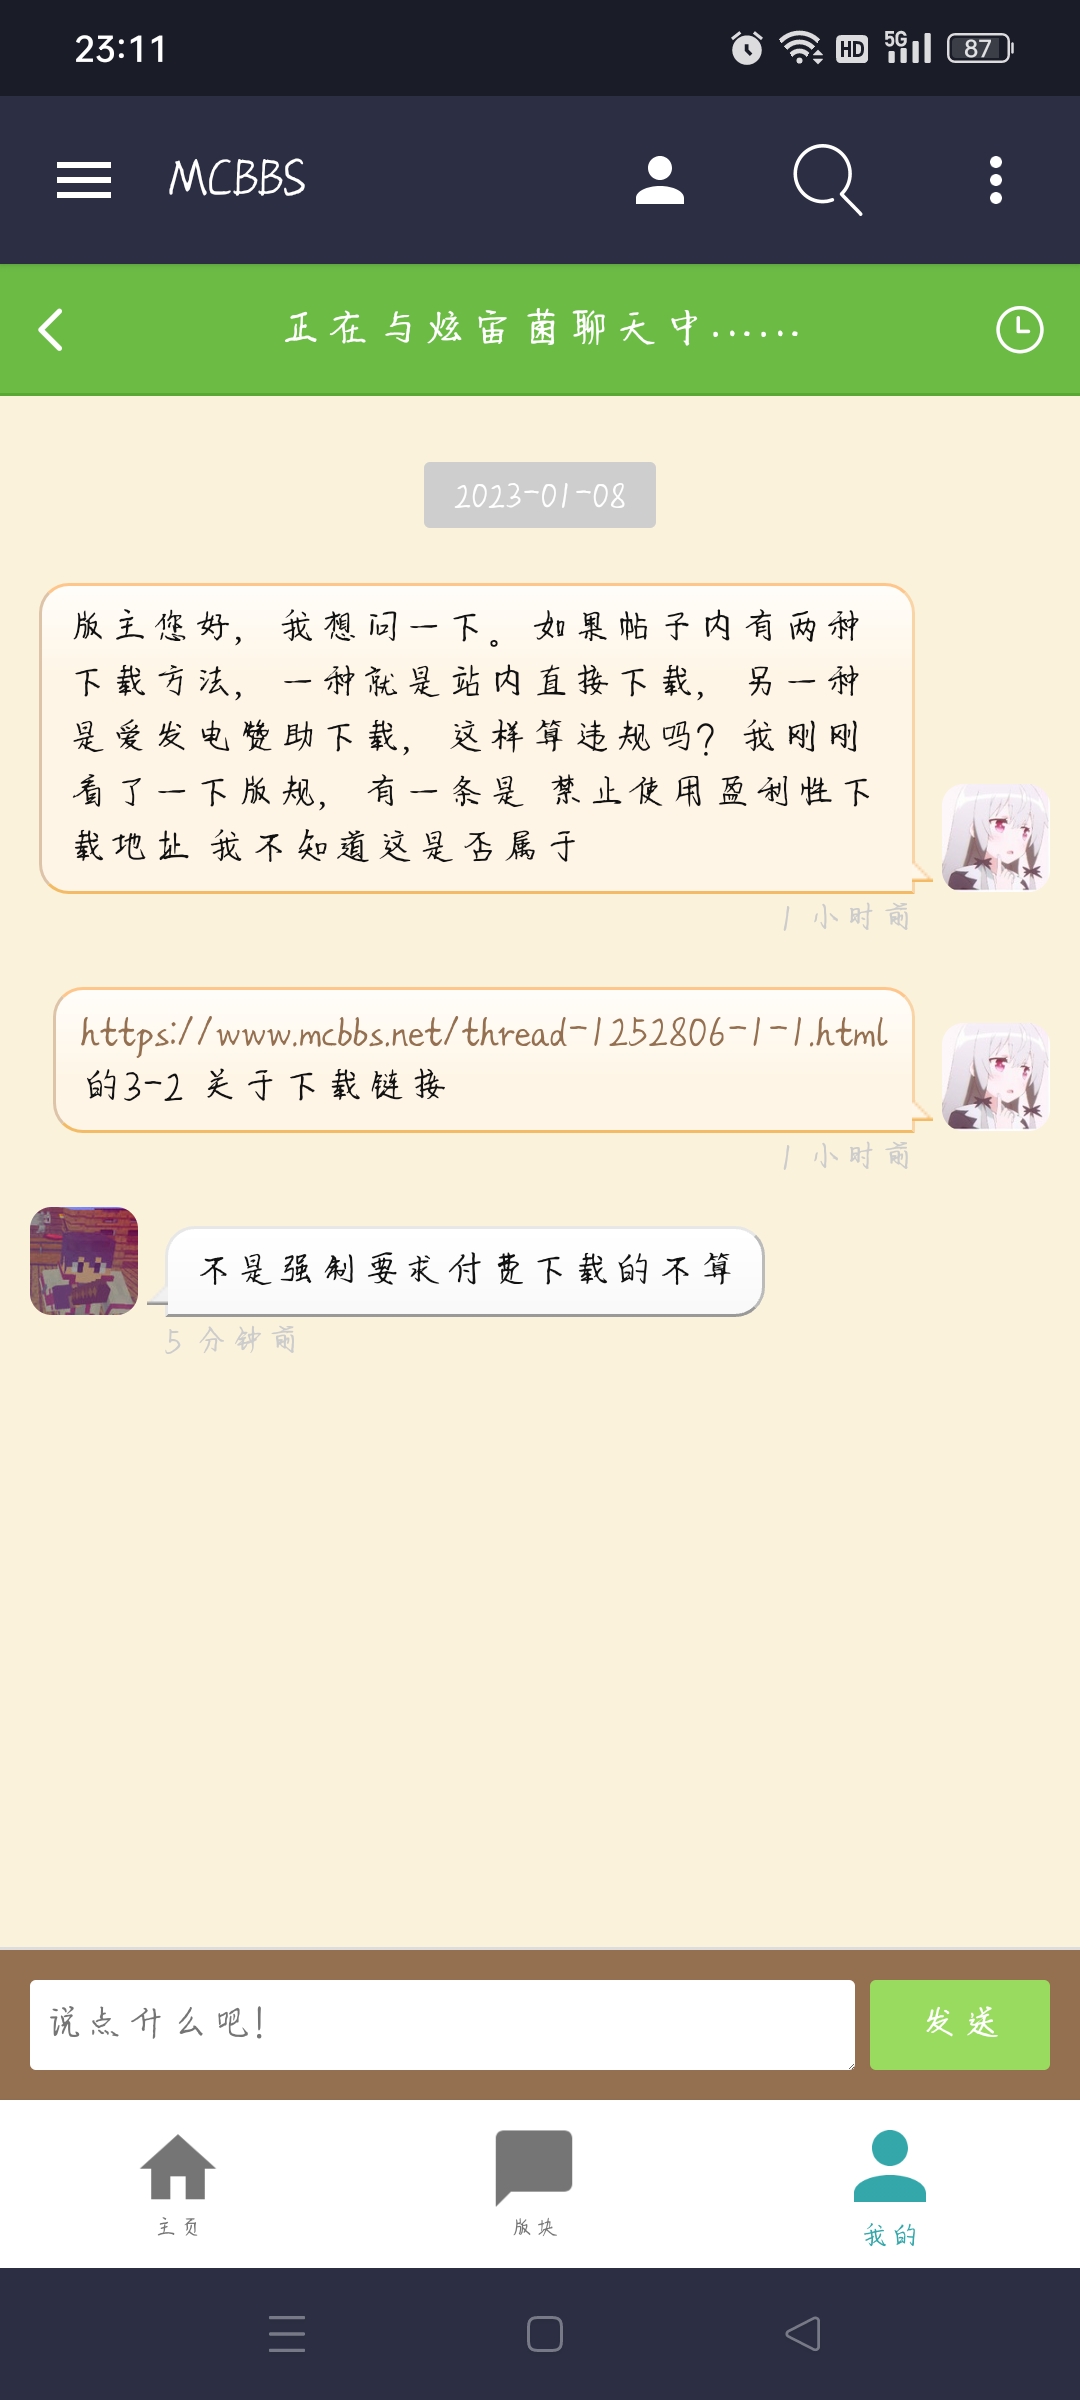 23:11
HD
5G
87
MCBBS
正在与炫宙菌聊天中......
2023-01-08
版主您好，我想问一下。如果帖子内有两种
下载方法，一种就是站内直接下载，另一种
是爱发电赞助下载，这样算违规吗？我刚刚
看了一下版规，有一条是 禁止使用盈利性下
载地址 我不知道这是否属于
1 小时前
https://www.mcbbs.net/thread-1252806-1-1.html
的3-2 关于下载链接
1 小时前
不是强制要求付费下载的不算
5 分钟前
说点什么吧!
发送
主页
版块
我的